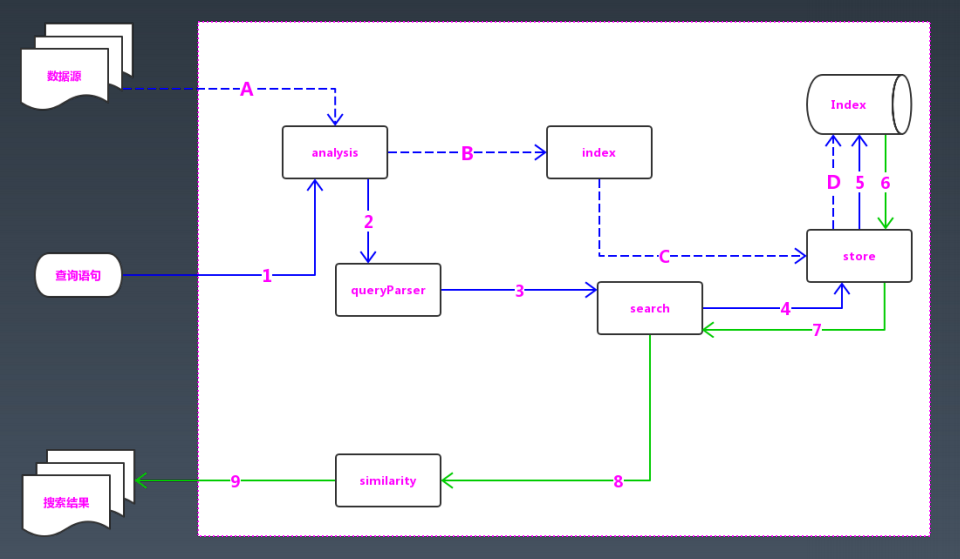 数据源
A
Index
analysis
B
index
D
5
6
2
C
store
查询语句
1
queryParser
3
search
4
7
搜索结果
9
similarity
8